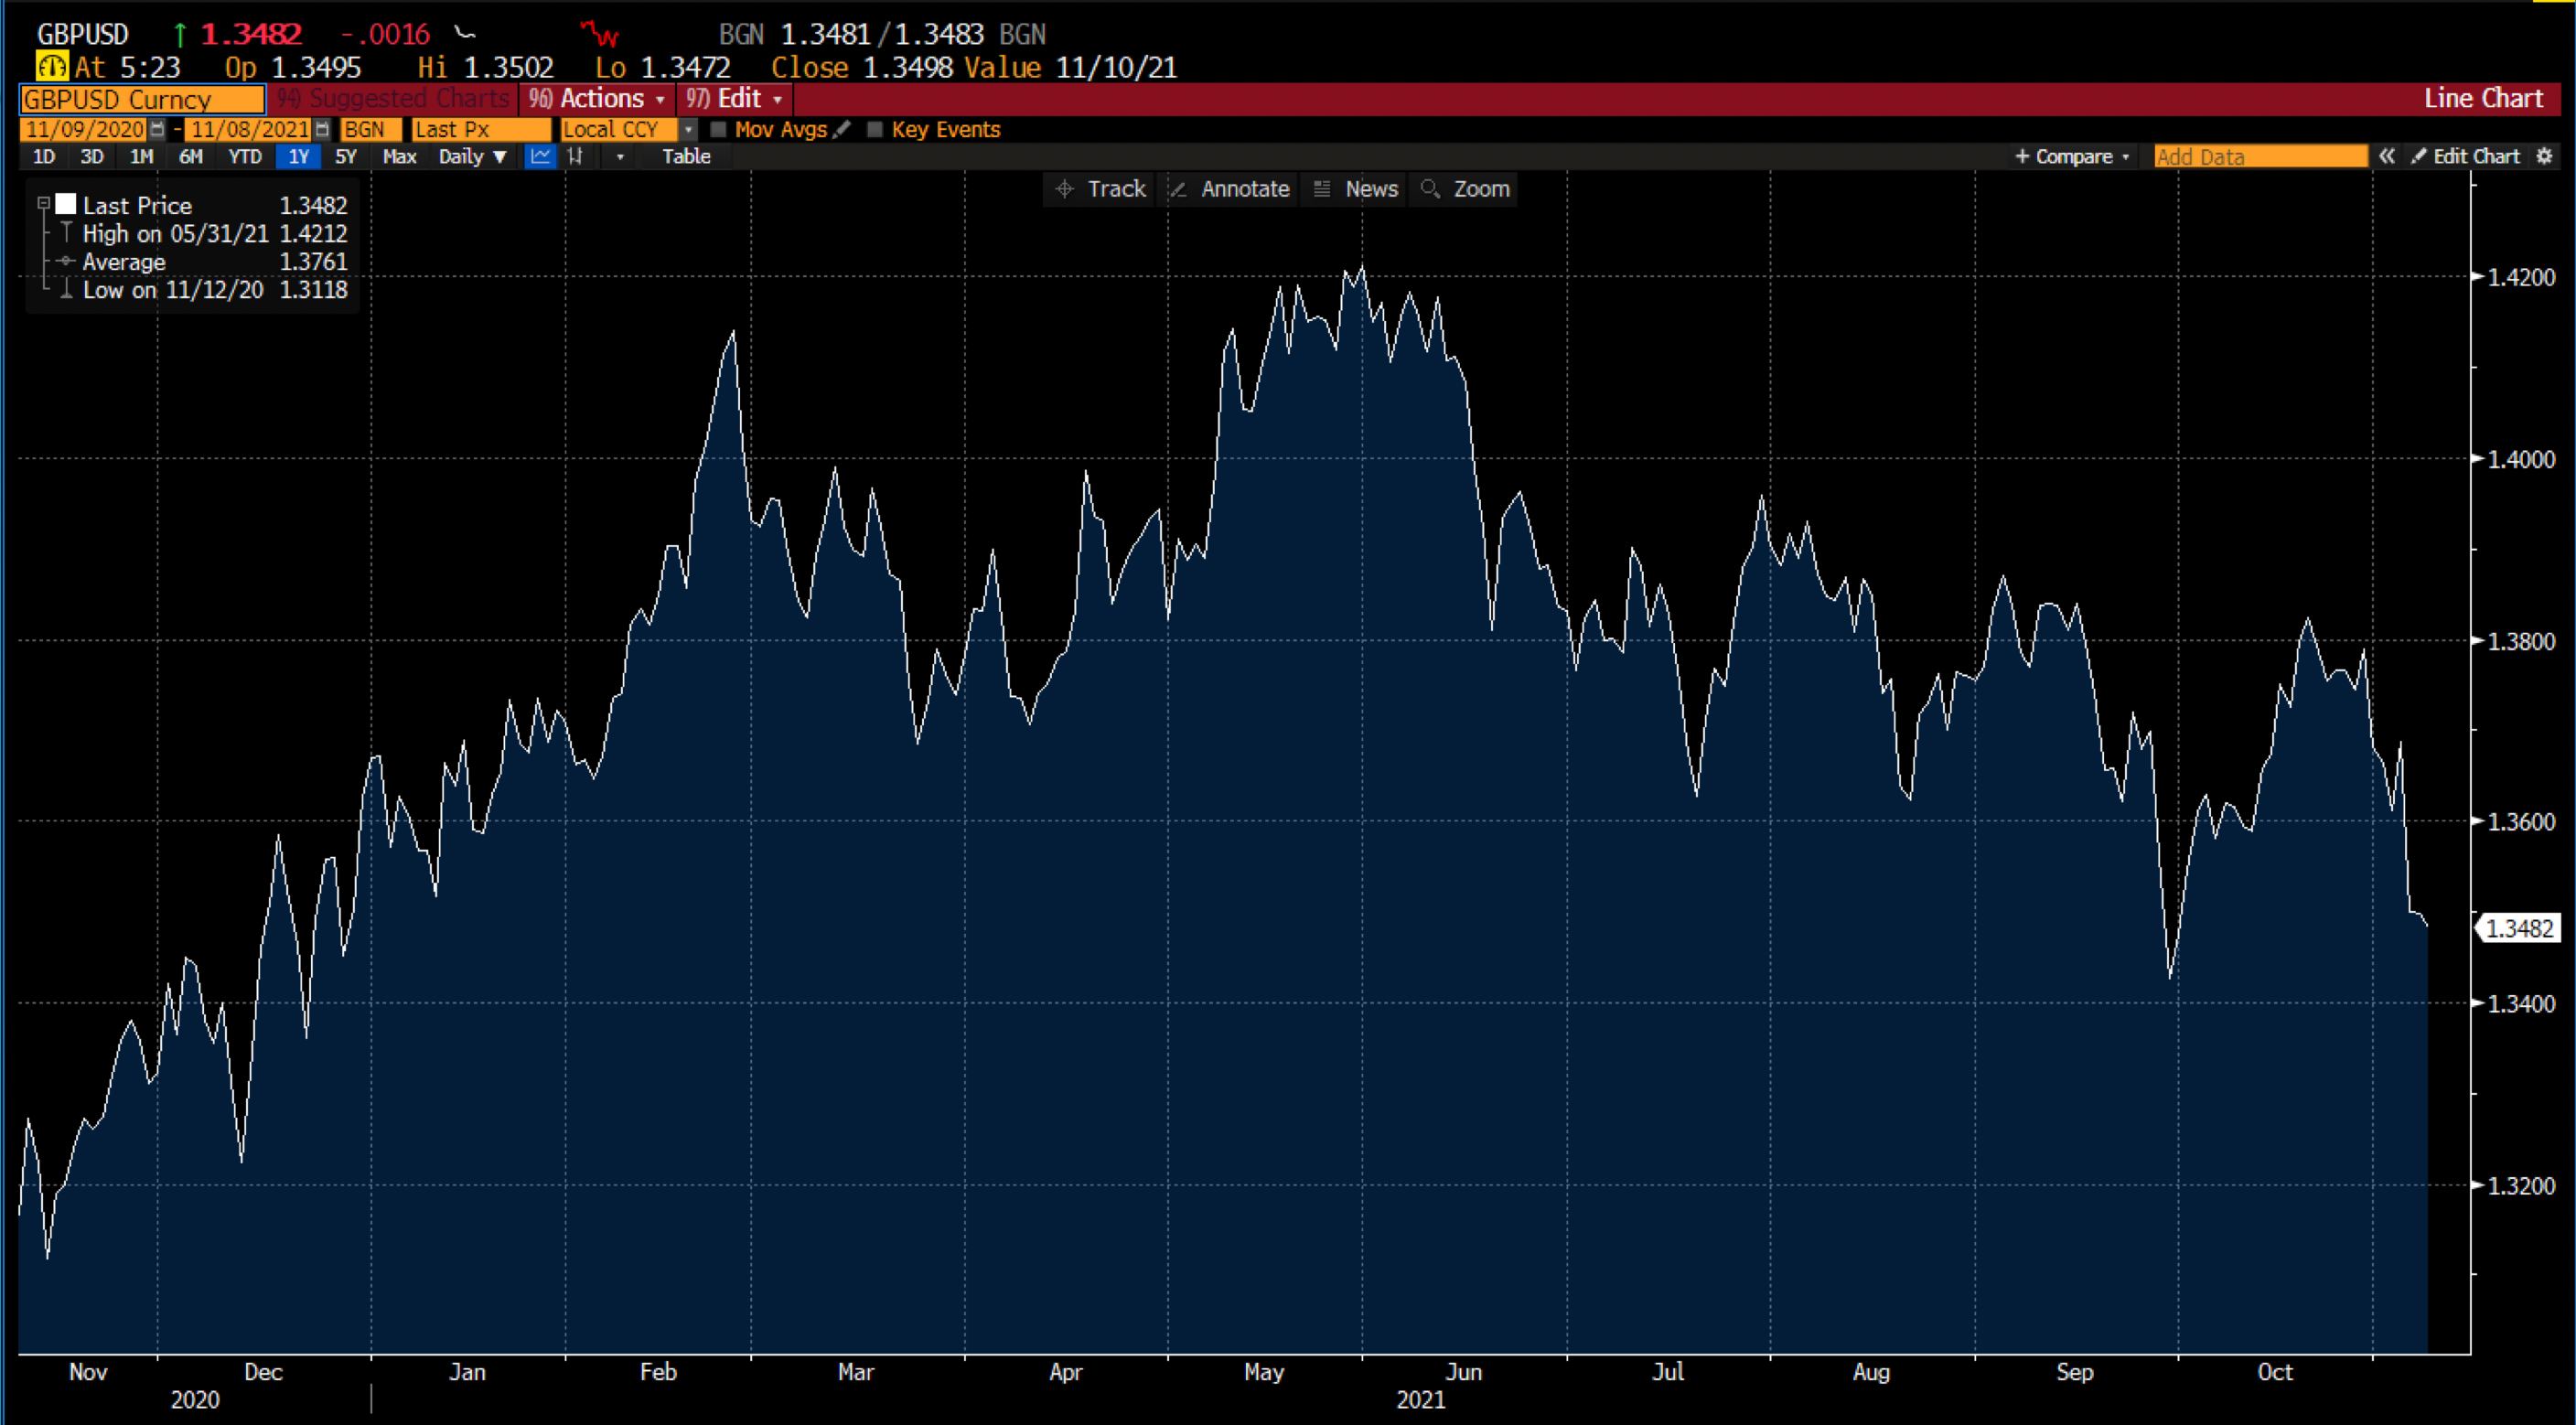 GBPUSD ↑ 1.3482 -.0016 BGN 1.3481/1.3483 BGN
At 5:23 Op 1.3495 Hi 1.3502 Lo 1.3472 Close 1.3498 Value 11/10/21
GBPUSD Curncy 94) Suggested Charts 96) Actions 97) Edit Line Chart
11/09/2020 - 11/08/2021 BGN Last Px Local CCY Mov Avgs Key Events
1D 3D 1M 6M YTD 1Y 5Y Max Daily ▼ Table + Compare Add Data « Edit Chart
Track Annotate News Zoom
Last Price 1.3482
High on 05/31/21 1.4212
Average 1.3761
Low on 11/12/20 1.3118
1.4200
1.4000
1.3800
1.3600
1.3482
1.3400
1.3200
Nov Dec Jan Feb Mar Apr May Jun Jul Aug Sep Oct
2020 2021